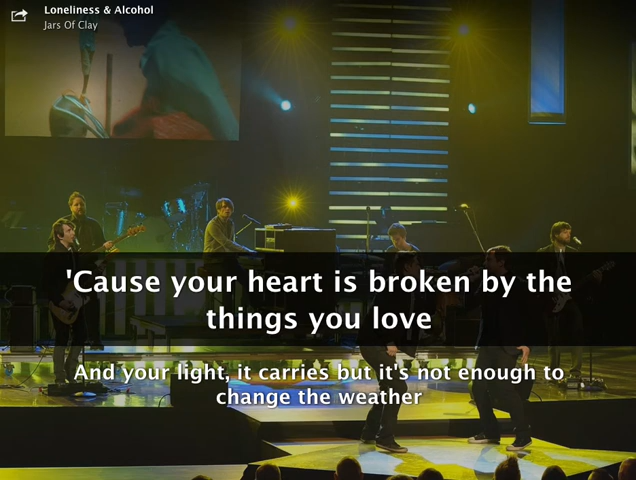 Loneliness & Alcohol
Jars Of Clay
'Cause your heart is broken by the
things you love
And your light, it carries but it's not enough to
change the weather